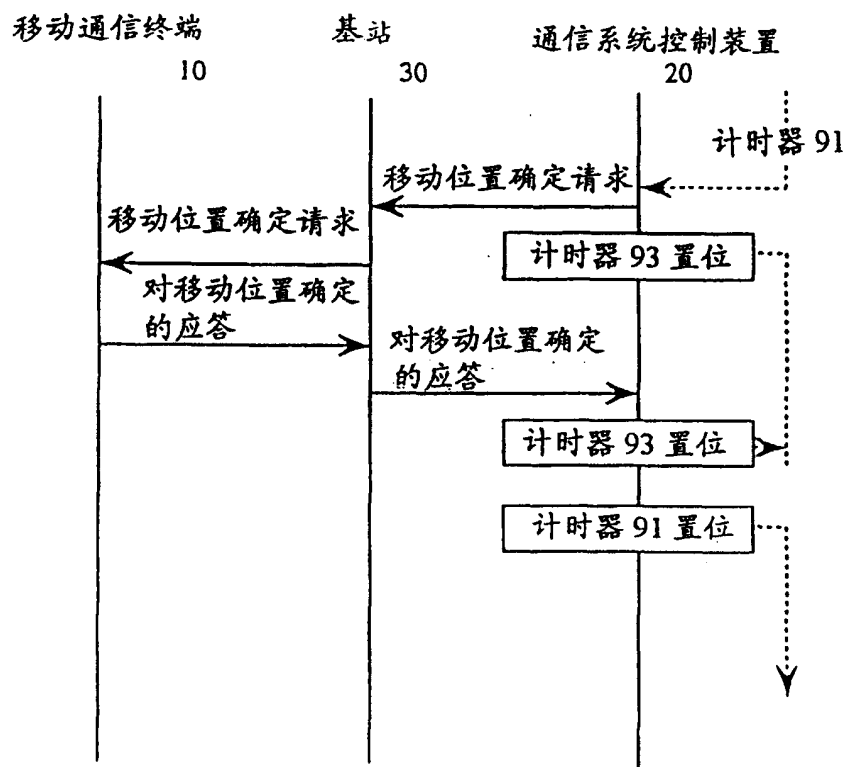 移动通信终端
10
基站
30
通信系统控制装置
20
计时器 91
移动位置确定请求
移动位置确定请求
计时器 93 置位
对移动位置确定
的应答
对移动位置确定
的应答
计时器 93 置位
计时器 91 置位